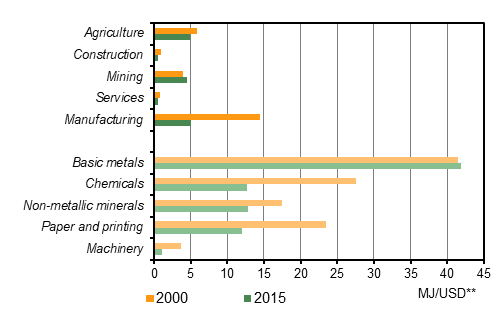 Agriculture
Construction
Mining
Services
Manufacturing
Basic metals
Chemicals
Non-metallic minerals
Paper and printing
Machinery
0 5 10 15 20 25 30 35 40 45
MJ/USD**
2000 2015